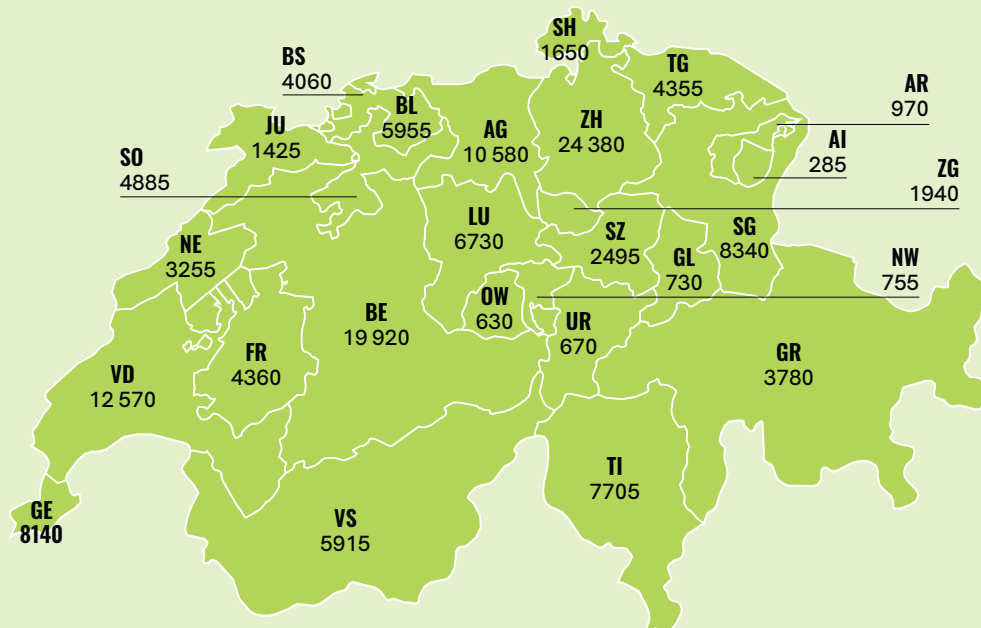 SH
1650
BS
4060
TG
4355
AR
970
BL
5955
JU
1425
AG
10 580
ZH
24 380
AI
285
SO
4885
ZG
1940
LU
6730
SZ
2495
SG
8340
NE
3255
GL
730
NW
755
OW
630
BE
19 920
UR
670
FR
4360
GR
3780
VD
12 570
TI
7705
GE
8140
VS
5915